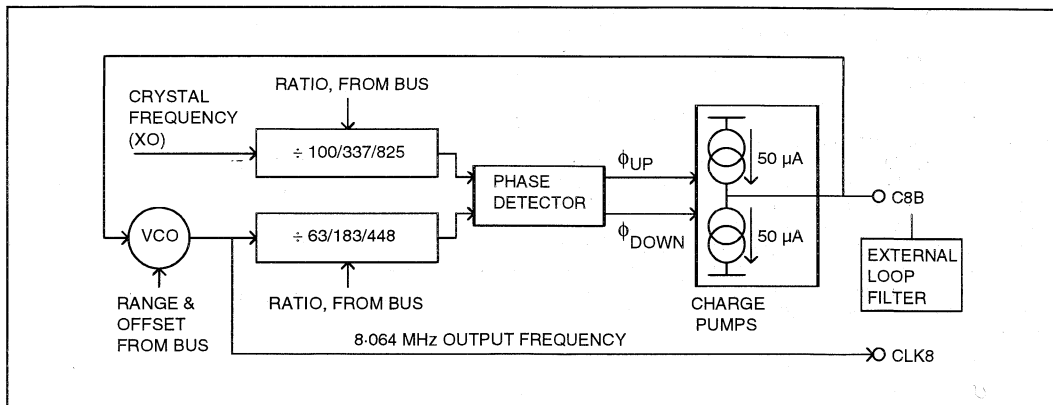 RATIO, FROM BUS
CRYSTAL
FREQUENCY
(XO)
÷ 100/337/825
PHASE
DETECTOR
ϕUP
ϕDOWN
50 µA
50 µA
C8B
VCO
÷ 63/183/448
EXTERNAL
LOOP
FILTER
RANGE &
OFFSET
FROM BUS
RATIO, FROM BUS
CHARGE
PUMPS
8·064 MHz OUTPUT FREQUENCY
CLK8